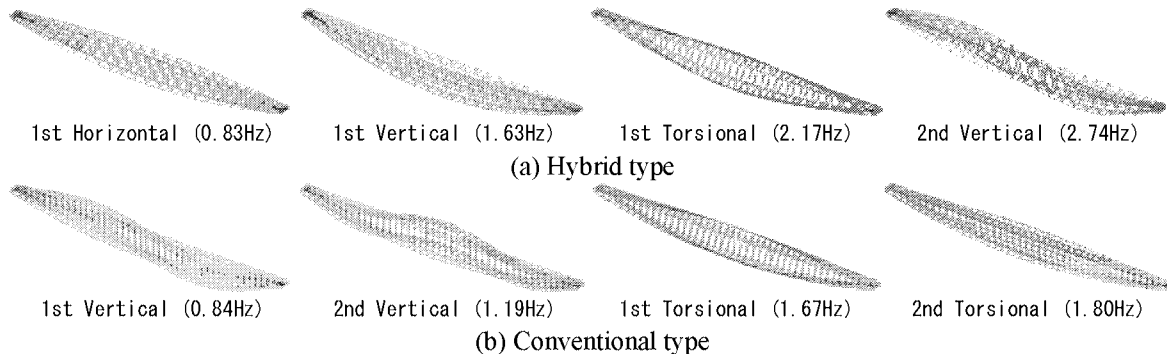 1st Horizontal (0.83Hz) 1st Vertical (1.63Hz) 1st Torsional (2.17Hz) 2nd Vertical (2.74Hz)
(a) Hybrid type
1st Vertical (0.84Hz) 2nd Vertical (1.19Hz) 1st Torsional (1.67Hz) 2nd Torsional (1.80Hz)
(b) Conventional type